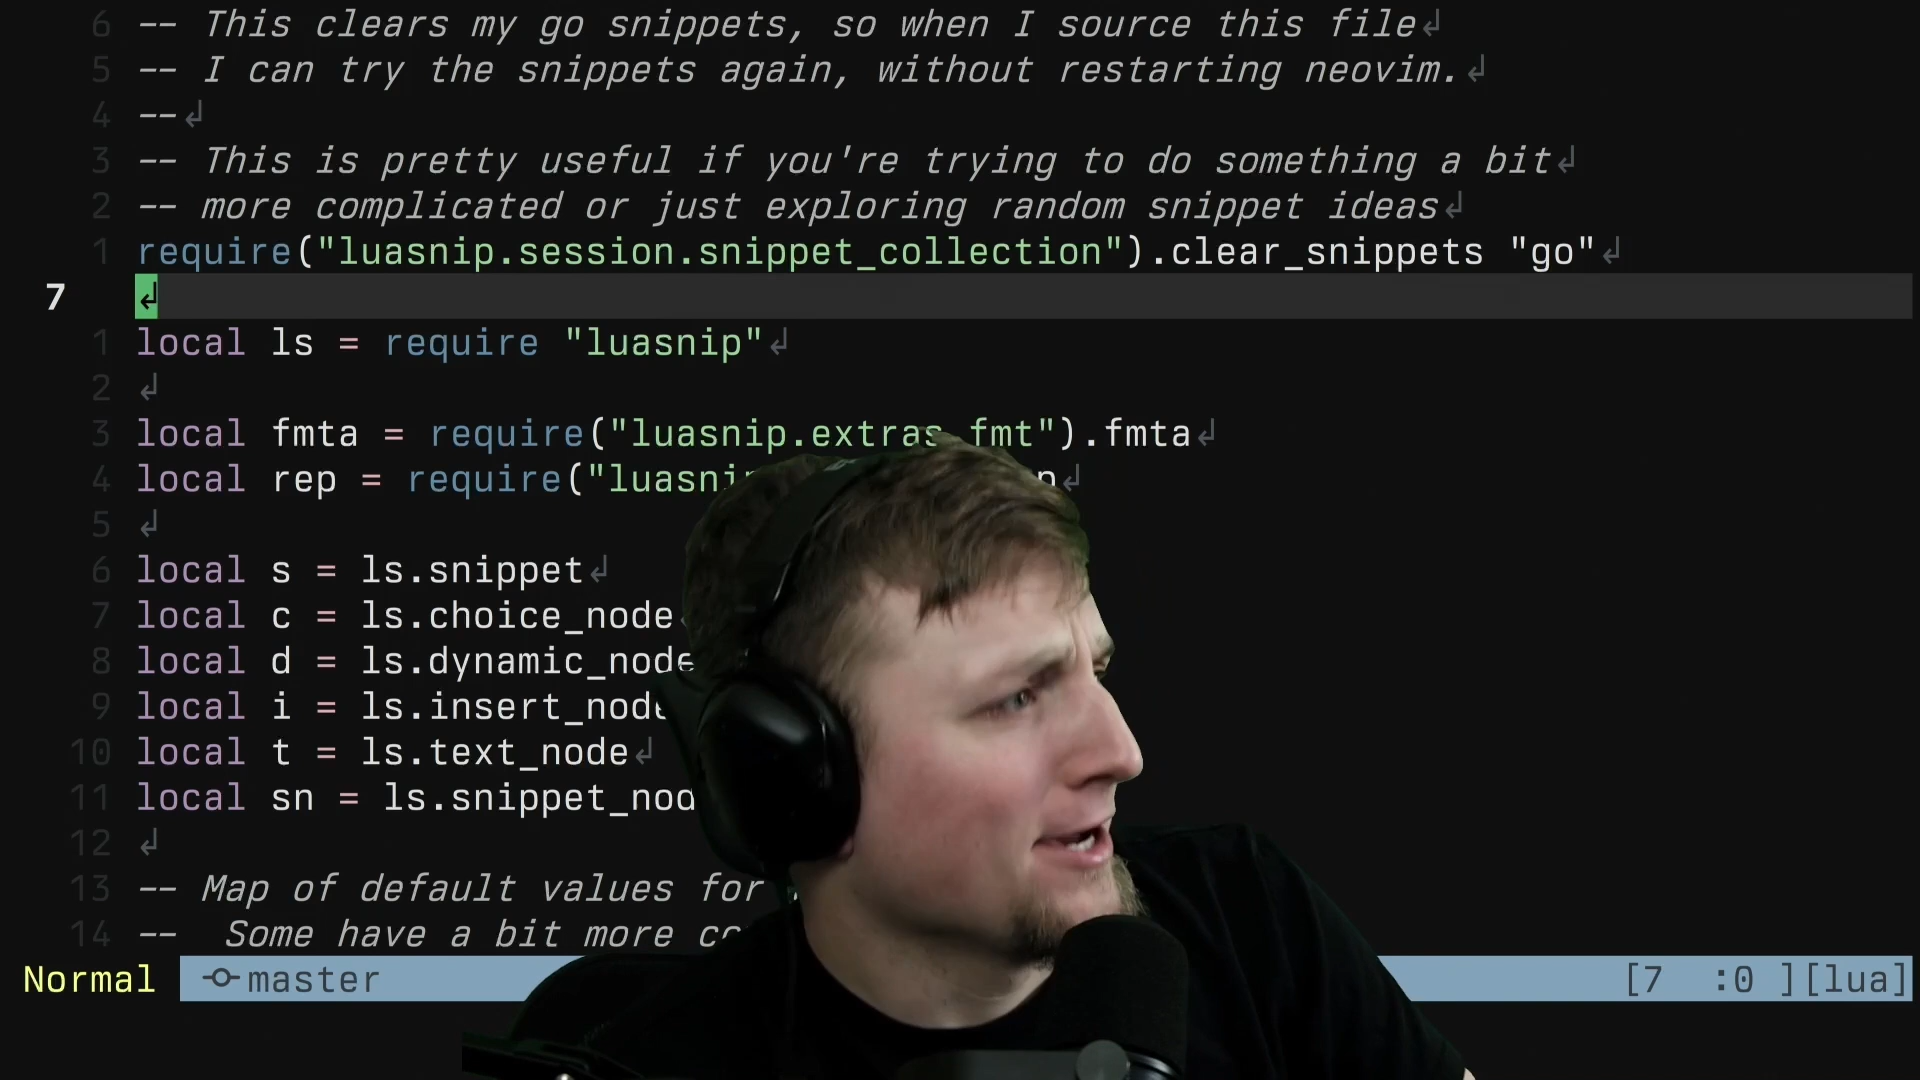 6 -- This clears my go snippets, so when I source this file↲
5 -- I can try the snippets again, without restarting neovim.↲
4 --↲
3 -- This is pretty useful if you're trying to do something a bit↲
2 -- more complicated or just exploring random snippet ideas↲
1 require("luasnip.session.snippet_collection").clear_snippets "go"↲
7 ↲
1 local ls = require "luasnip"↲
2 ↲
3 local fmta = require("luasnip.extras fmt").fmta↲
4 local rep = require(" ↲
5 ↲
6 local s = ls.snippet↲
7 local c = ls.choice_node
8 local d = ls.dynamic_node
9 local i = ls.insert_node
10 local t = ls.text_node↲
11 local sn = ls.snippet_nod
12 ↲
13 -- Map of default values for
14 -- Some have a bit more
Normal master [7 :0 ][lua]